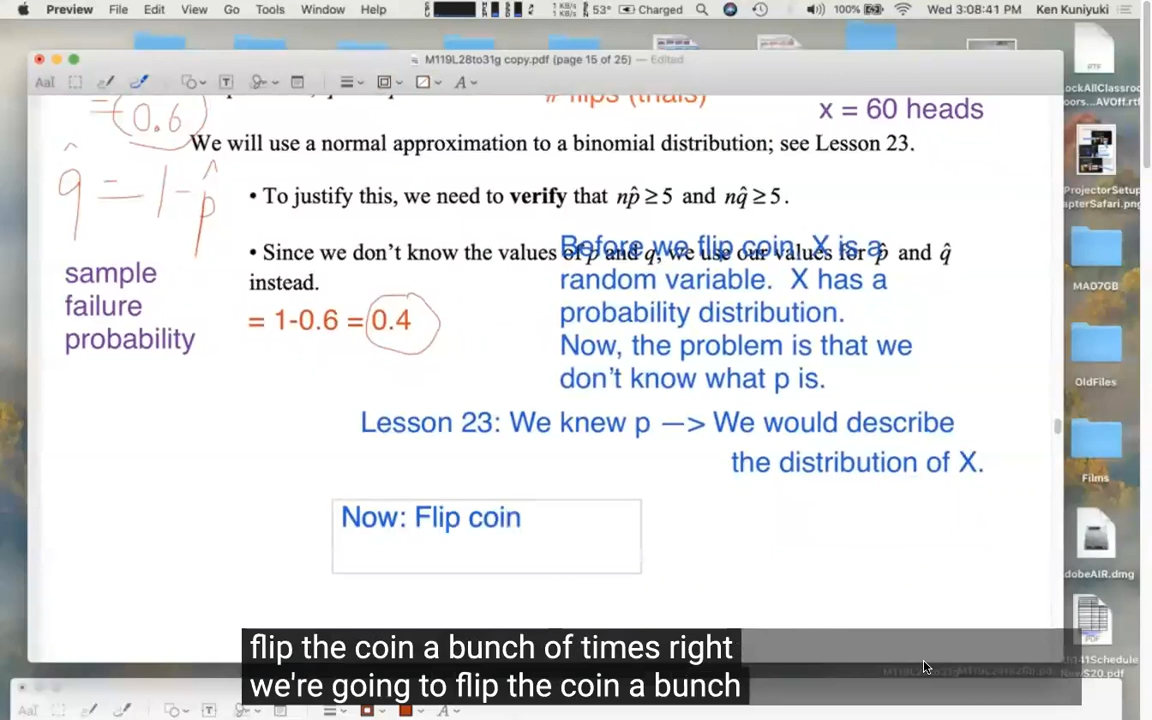 Preview File Edit View Go Tools Window Help 53° Charged 100% Wed 3:08:41 PM Ken Kuniyuki
M119L28to31g copy.pdf (page 15 of 25) — Edited
# flips (trials)
x = 60 heads
= 0.6
We will use a normal approximation to a binomial distribution; see Lesson 23.
q̂ = 1 - p̂
• To justify this, we need to verify that np̂ ≥ 5 and nq̂ ≥ 5.
• Since we don't know the values of p and q, we use our values for p̂ and q̂
instead.
sample
failure
probability
= 1-0.6 = 0.4
Before we flip coin, X is a
random variable. X has a
probability distribution.
Now, the problem is that we
don't know what p is.
Lesson 23: We knew p —> We would describe
the distribution of X.
Now: Flip coin
flip the coin a bunch of times right
we're going to flip the coin a bunch
MAD7GB
OldFiles
Films